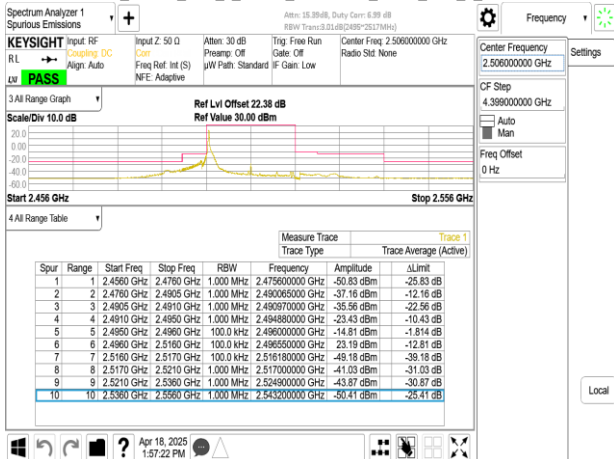 Spectrum Analyzer 1
Spurious Emissions
Attn: 15.39dB, Duty Corr: 6.99 dB
RBW Trans:3.01dB(2495~2517MHz)
Frequency
KEYSIGHT
RL
PASS
Input: RF
Coupling: DC
Align: Auto
Input Z: 50 Ω
Corr
Freq Ref: Int (S)
NFE: Adaptive
Atten: 30 dB
Preamp: Off
µW Path: Standard
Trig: Free Run
Gate: Off
IF Gain: Low
Center Freq: 2.506000000 GHz
Radio Std: None
Center Frequency
2.506000000 GHz
Settings
CF Step
4.399000000 GHz
Auto
Man
Freq Offset
0 Hz
Local
3 All Range Graph
Scale/Div 10.0 dB
Ref Lvl Offset 22.38 dB
Ref Value 30.00 dBm
20.0
0.00
-20.0
-40.0
-60.0
Start 2.456 GHz
Stop 2.556 GHz
4 All Range Table
Measure Trace Trace 1
Trace Type Trace Average (Active)
Spur Range Start Freq Stop Freq RBW Frequency Amplitude ΔLimit
1 1 2.4560 GHz 2.4760 GHz 1.000 MHz 2.475600000 GHz -50.83 dBm -25.83 dB
2 2 2.4760 GHz 2.4905 GHz 1.000 MHz 2.490065000 GHz -37.16 dBm -12.16 dB
3 3 2.4905 GHz 2.4910 GHz 1.000 MHz 2.490970000 GHz -35.56 dBm -22.56 dB
4 4 2.4910 GHz 2.4950 GHz 1.000 MHz 2.494880000 GHz -23.43 dBm -10.43 dB
5 5 2.4950 GHz 2.4960 GHz 100.0 kHz 2.496000000 GHz -14.81 dBm -1.814 dB
6 6 2.4960 GHz 2.5160 GHz 100.0 kHz 2.496550000 GHz 23.19 dBm -12.81 dB
7 7 2.5160 GHz 2.5170 GHz 100.0 kHz 2.516180000 GHz -49.18 dBm -39.18 dB
8 8 2.5170 GHz 2.5210 GHz 1.000 MHz 2.517000000 GHz -41.03 dBm -31.03 dB
9 9 2.5210 GHz 2.5360 GHz 1.000 MHz 2.524900000 GHz -43.87 dBm -30.87 dB
10 10 2.5360 GHz 2.5560 GHz 1.000 MHz 2.543200000 GHz -50.41 dBm -25.41 dB
Apr 18, 2025
1:57:22 PM